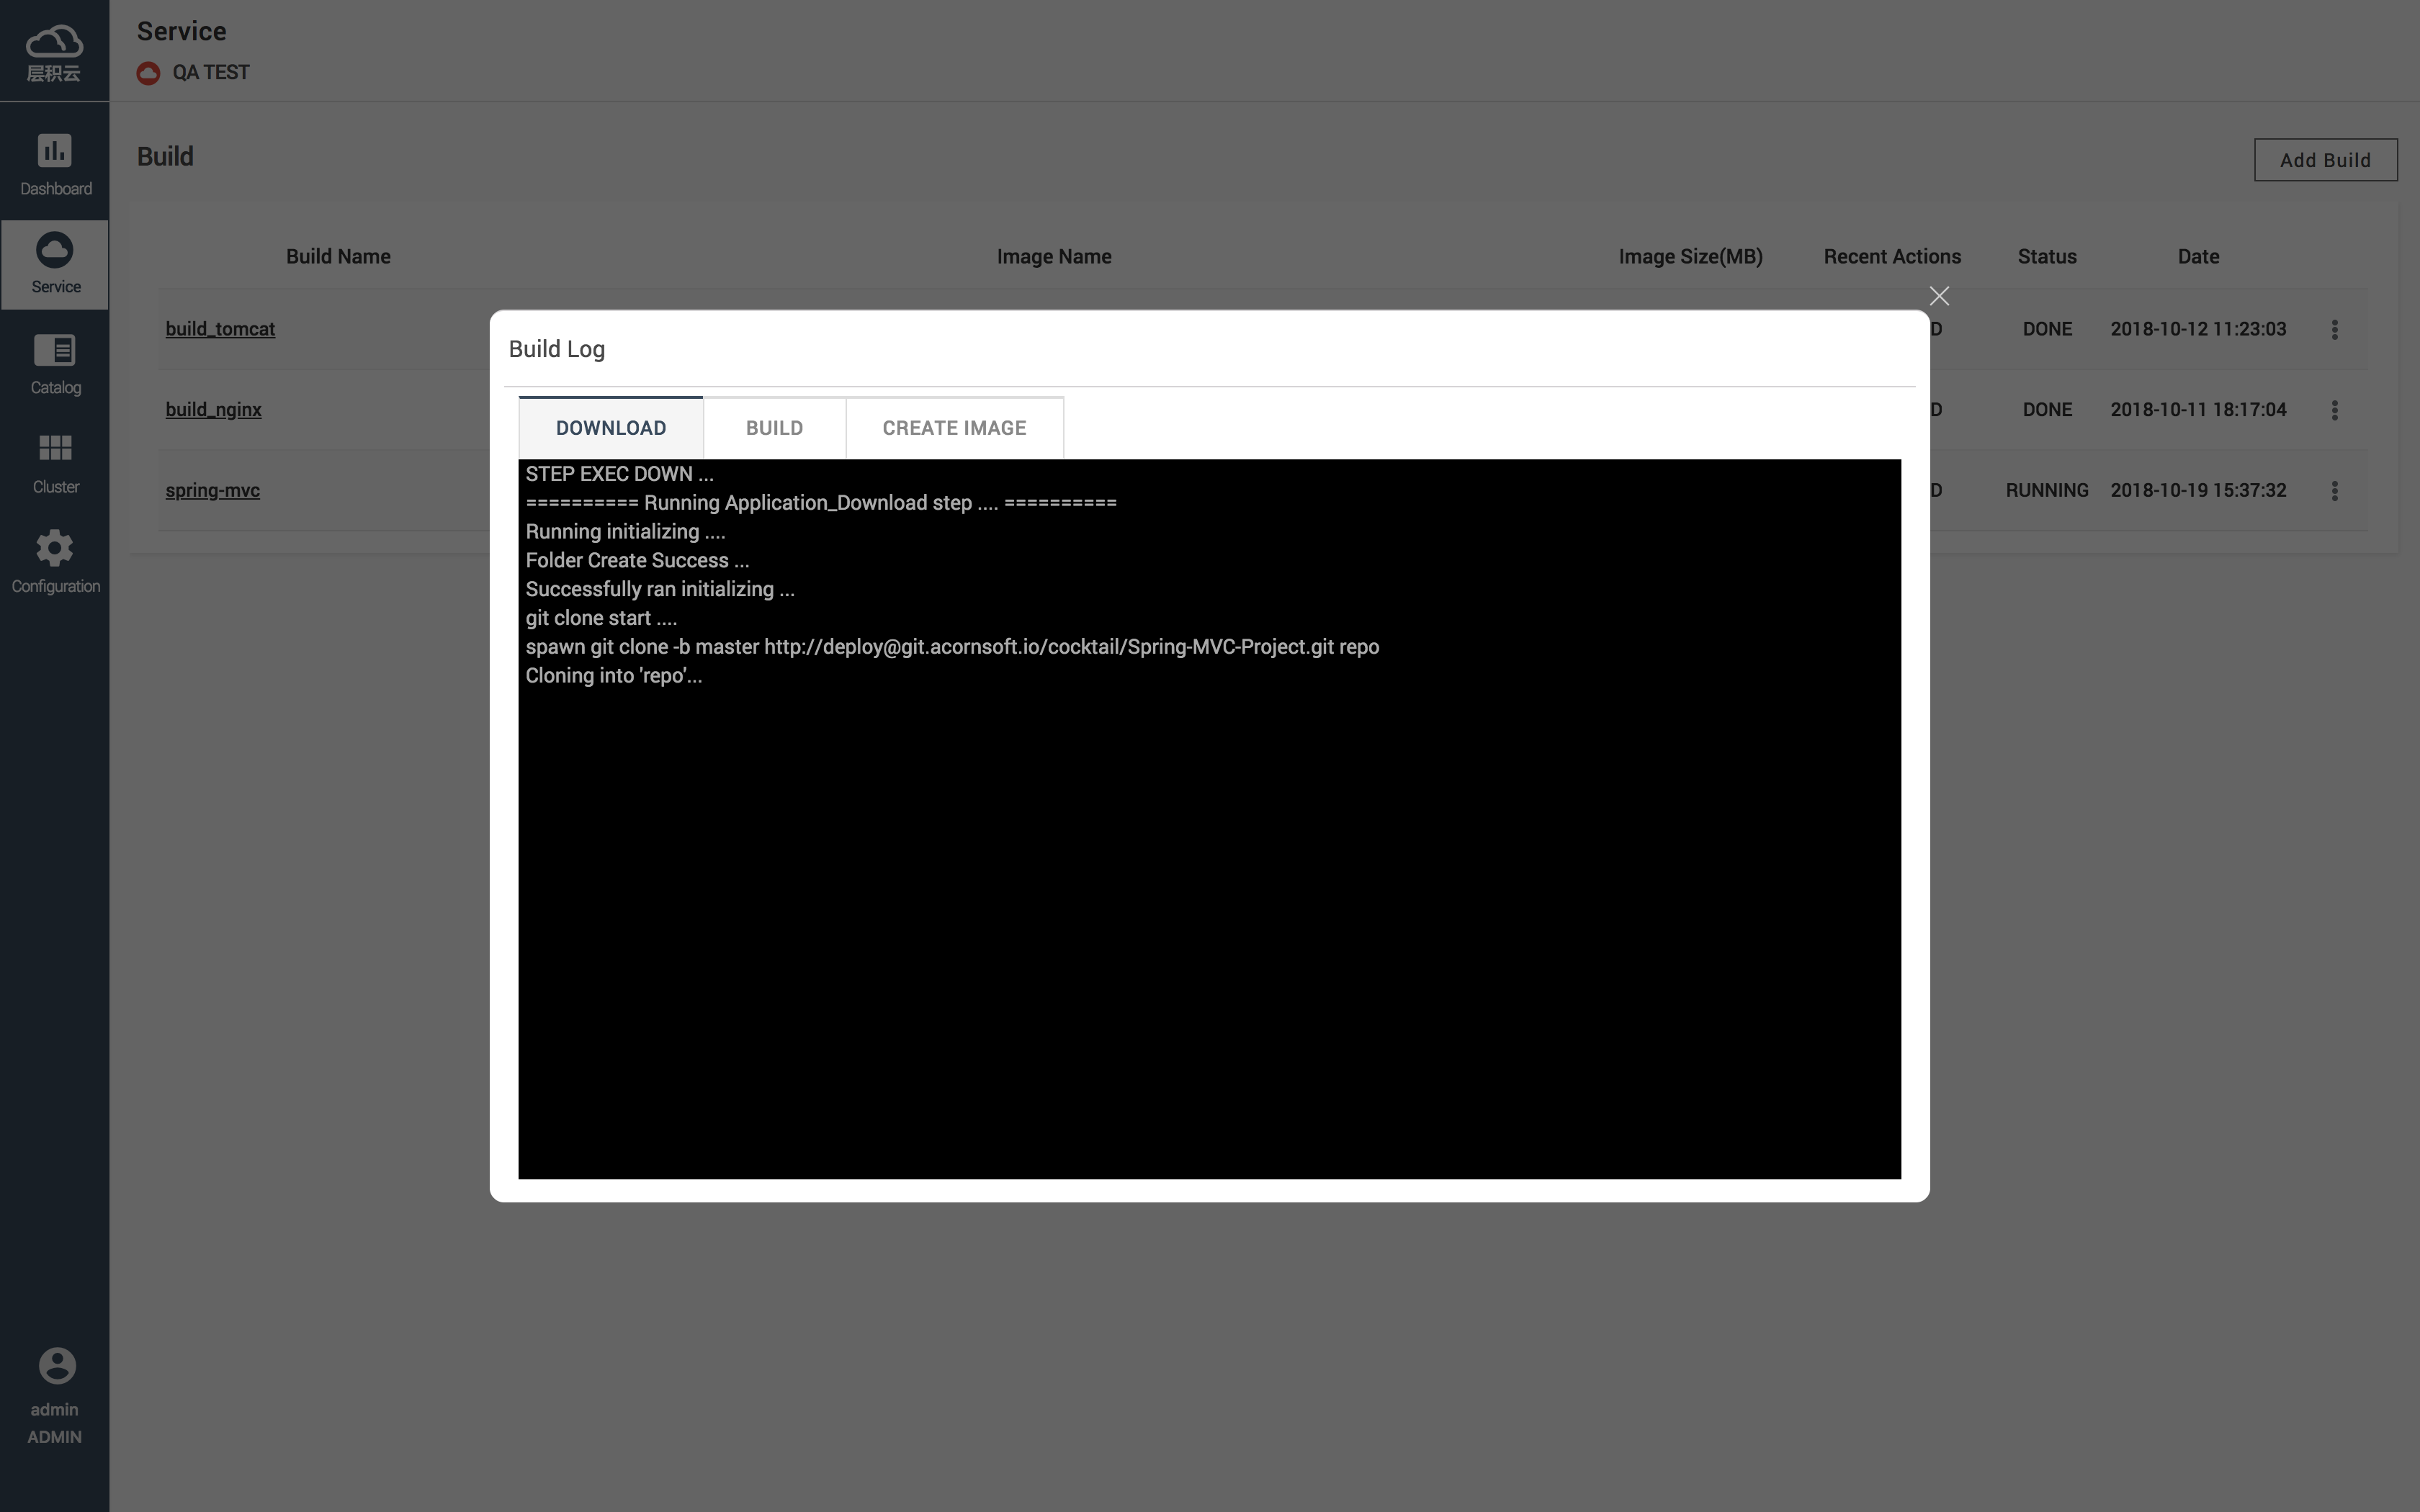 层积云
Service
QA TEST
Dashboard
Service
Catalog
Cluster
Configuration
admin
ADMIN
Build
Add Build
Build Name Image Name Image Size(MB) Recent Actions Status Date
build_tomcat D DONE 2018-10-12 11:23:03
build_nginx D DONE 2018-10-11 18:17:04
spring-mvc D RUNNING 2018-10-19 15:37:32
Build Log
DOWNLOAD BUILD CREATE IMAGE
STEP EXEC DOWN ...
========== Running Application_Download step .... ==========
Running initializing ....
Folder Create Success ...
Successfully ran initializing ...
git clone start ....
spawn git clone -b master http://deploy@git.acornsoft.io/cocktail/Spring-MVC-Project.git repo
Cloning into 'repo'...